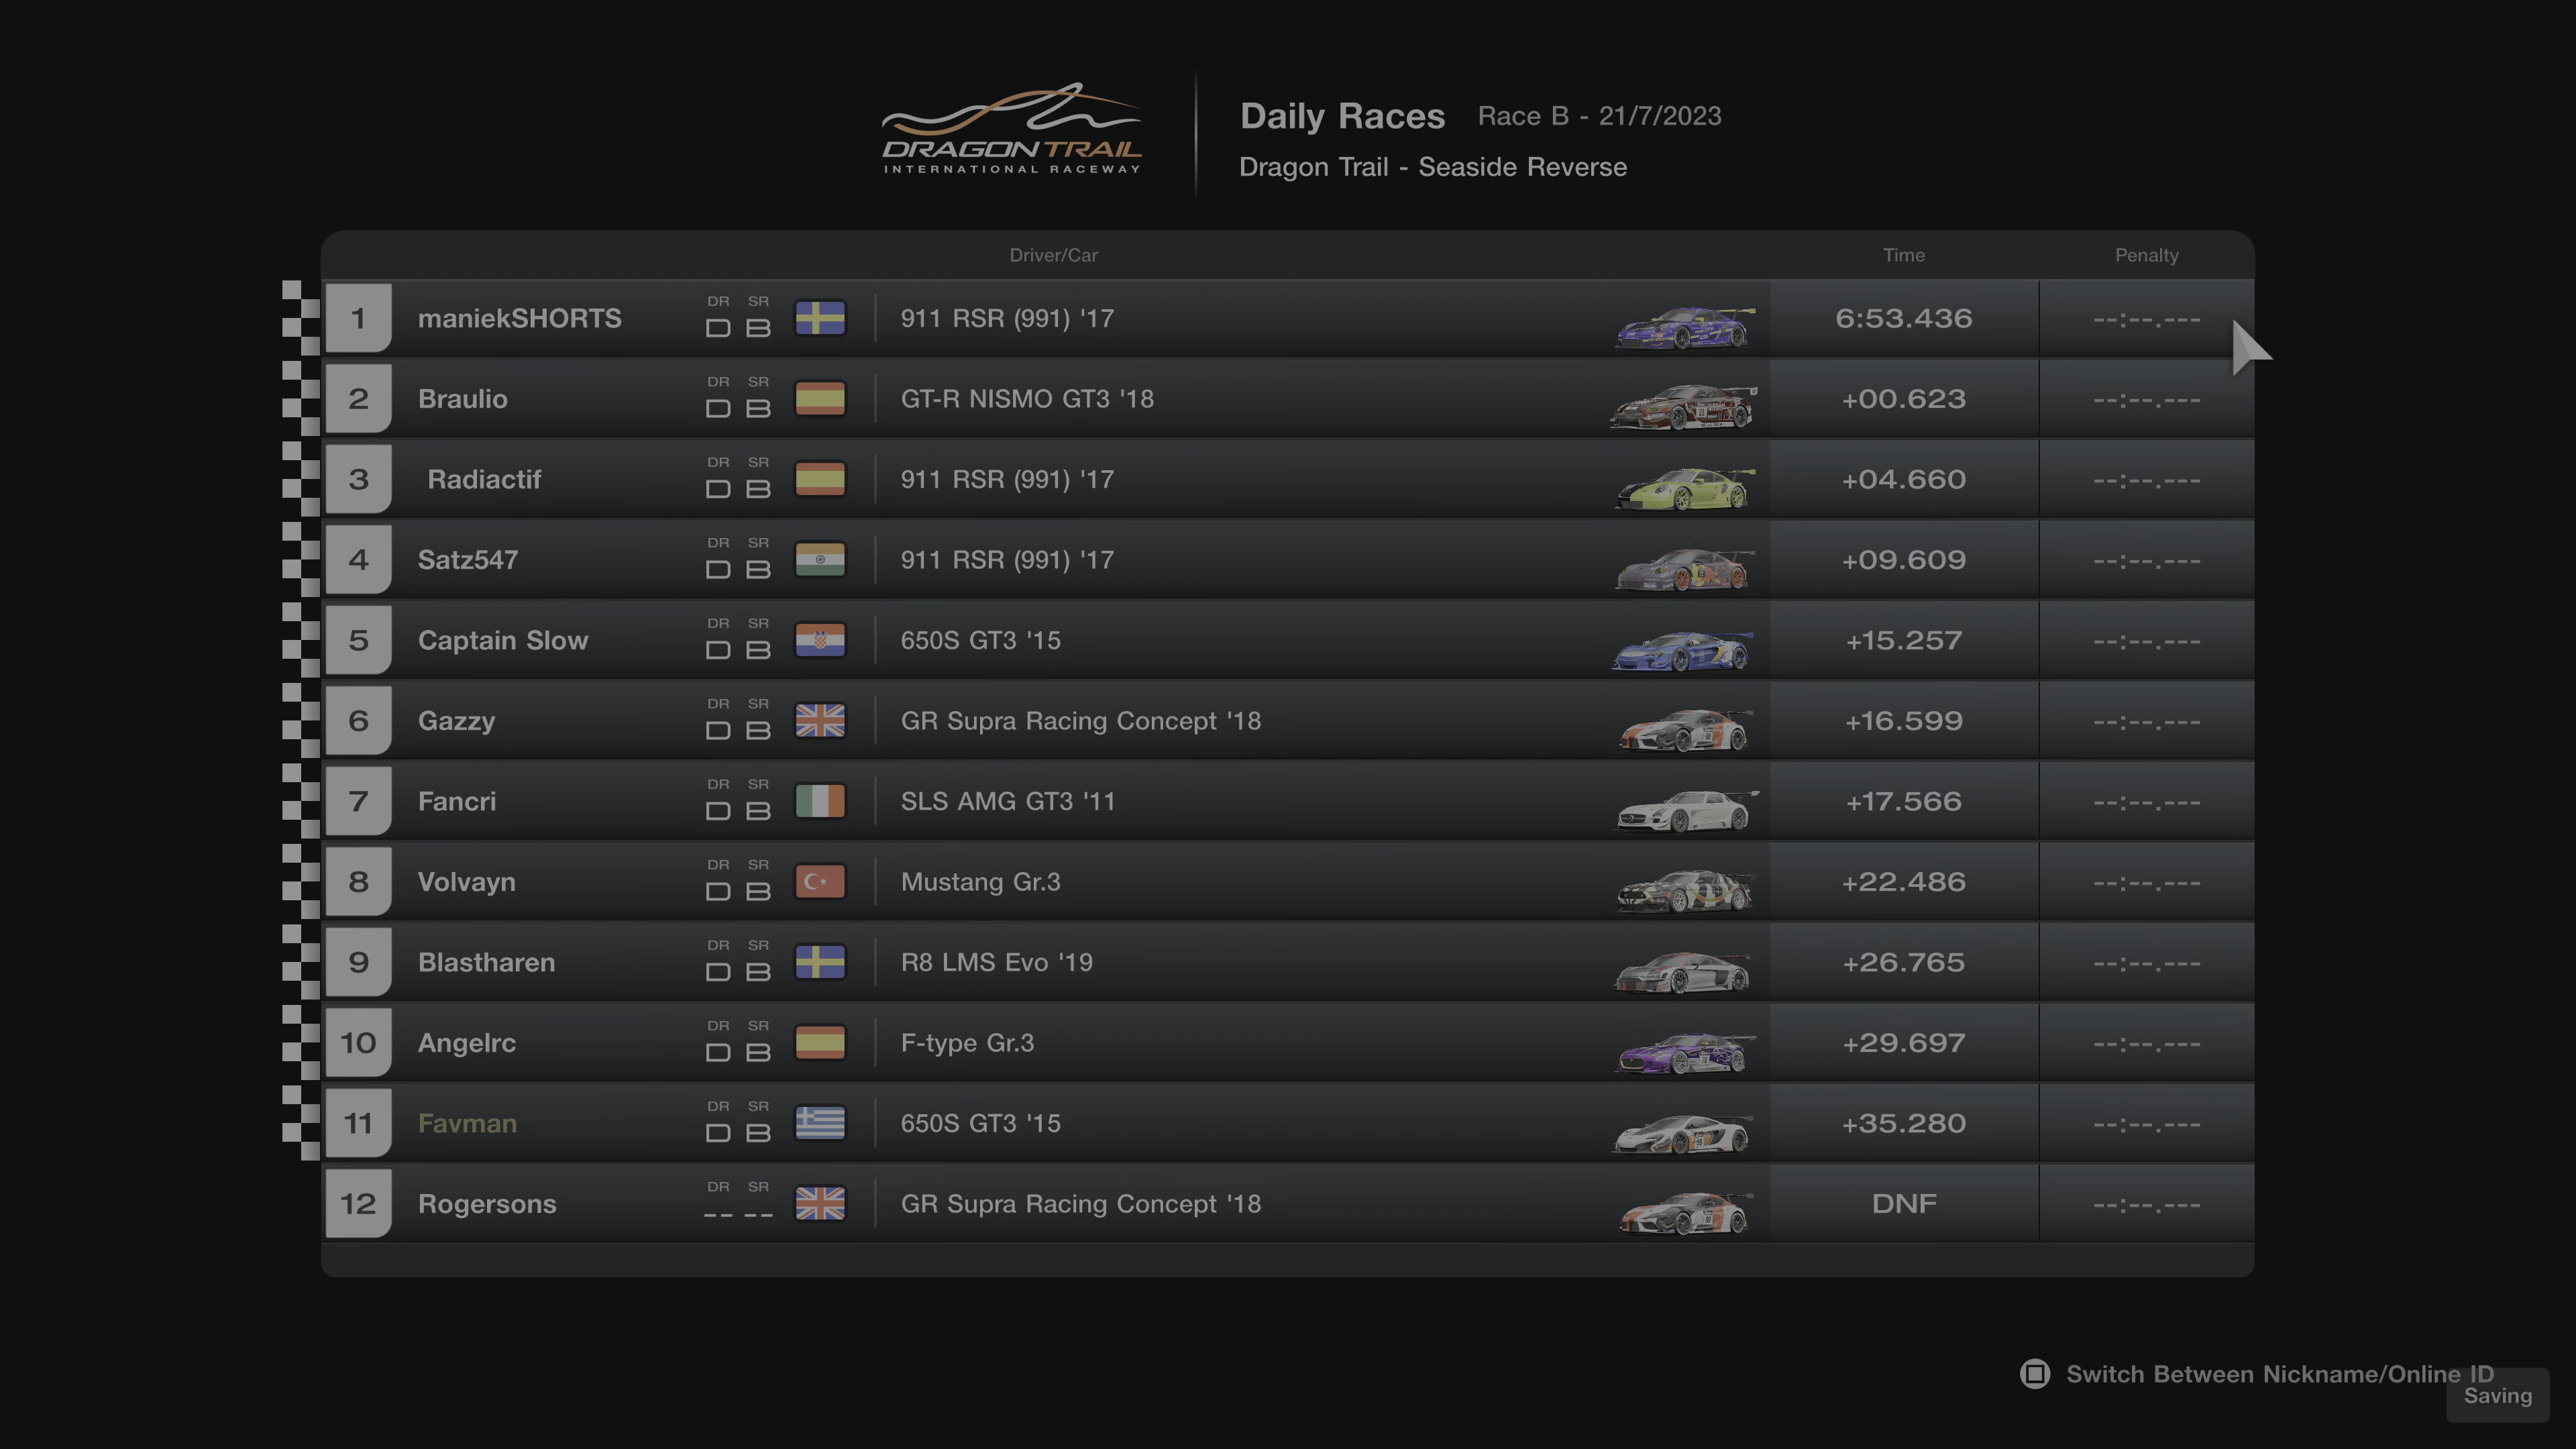 DRAGON TRAIL
INTERNATIONAL RACEWAY
Daily Races Race B - 21/7/2023
Dragon Trail - Seaside Reverse
Driver/Car Time Penalty
1 maniekSHORTS DR D SR B 911 RSR (991) '17 6:53.436 --:--.---
2 Braulio DR D SR B GT-R NISMO GT3 '18 +00.623 --:--.---
3 Radiactif DR D SR B 911 RSR (991) '17 +04.660 --:--.---
4 Satz547 DR D SR B 911 RSR (991) '17 +09.609 --:--.---
5 Captain Slow DR D SR B 650S GT3 '15 +15.257 --:--.---
6 Gazzy DR D SR B GR Supra Racing Concept '18 +16.599 --:--.---
7 Fancri DR D SR B SLS AMG GT3 '11 +17.566 --:--.---
8 Volvayn DR D SR B Mustang Gr.3 +22.486 --:--.---
9 Blastharen DR D SR B R8 LMS Evo '19 +26.765 --:--.---
10 Angelrc DR D SR B F-type Gr.3 +29.697 --:--.---
11 Favman DR D SR B 650S GT3 '15 +35.280 --:--.---
12 Rogersons DR -- SR -- GR Supra Racing Concept '18 DNF --:--.---
Switch Between Nickname/Online ID
Saving